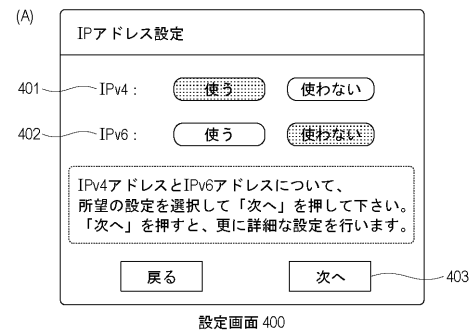 (A)
IPアドレス設定
401 IPv4： 使う 使わない
402 IPv6： 使う 使わない
IPv4アドレスとIPv6アドレスについて、
所望の設定を選択して「次へ」を押して下さい。
「次へ」を押すと、更に詳細な設定を行います。
戻る 次へ 403
設定画面 400